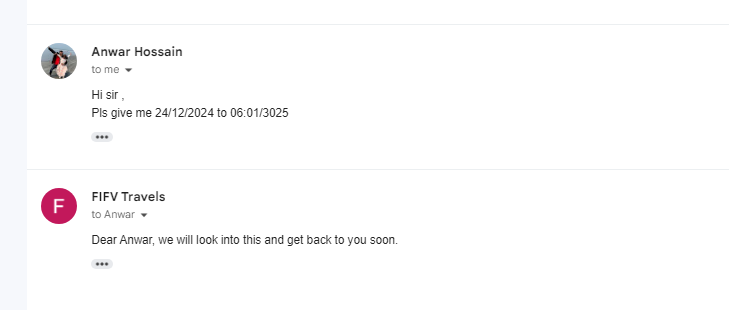 Anwar Hossain
to me
Hi sir ,
Pls give me 24/12/2024 to 06:01/3025
FIFV Travels
F
to Anwar
Dear Anwar, we will look into this and get back to you soon.